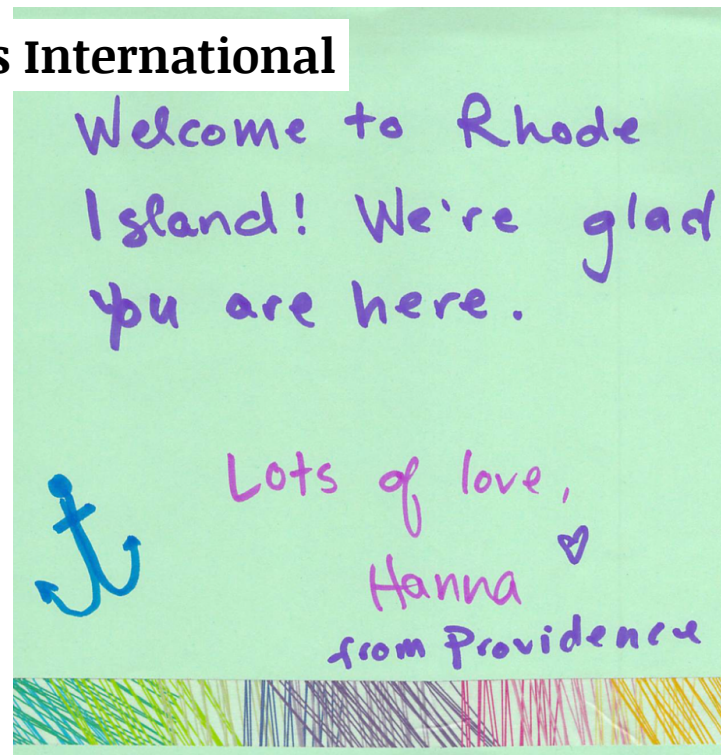 s International
Welcome to Rhode
Island! We're glad
you are here.
Lots of love,
Hanna
from Providence